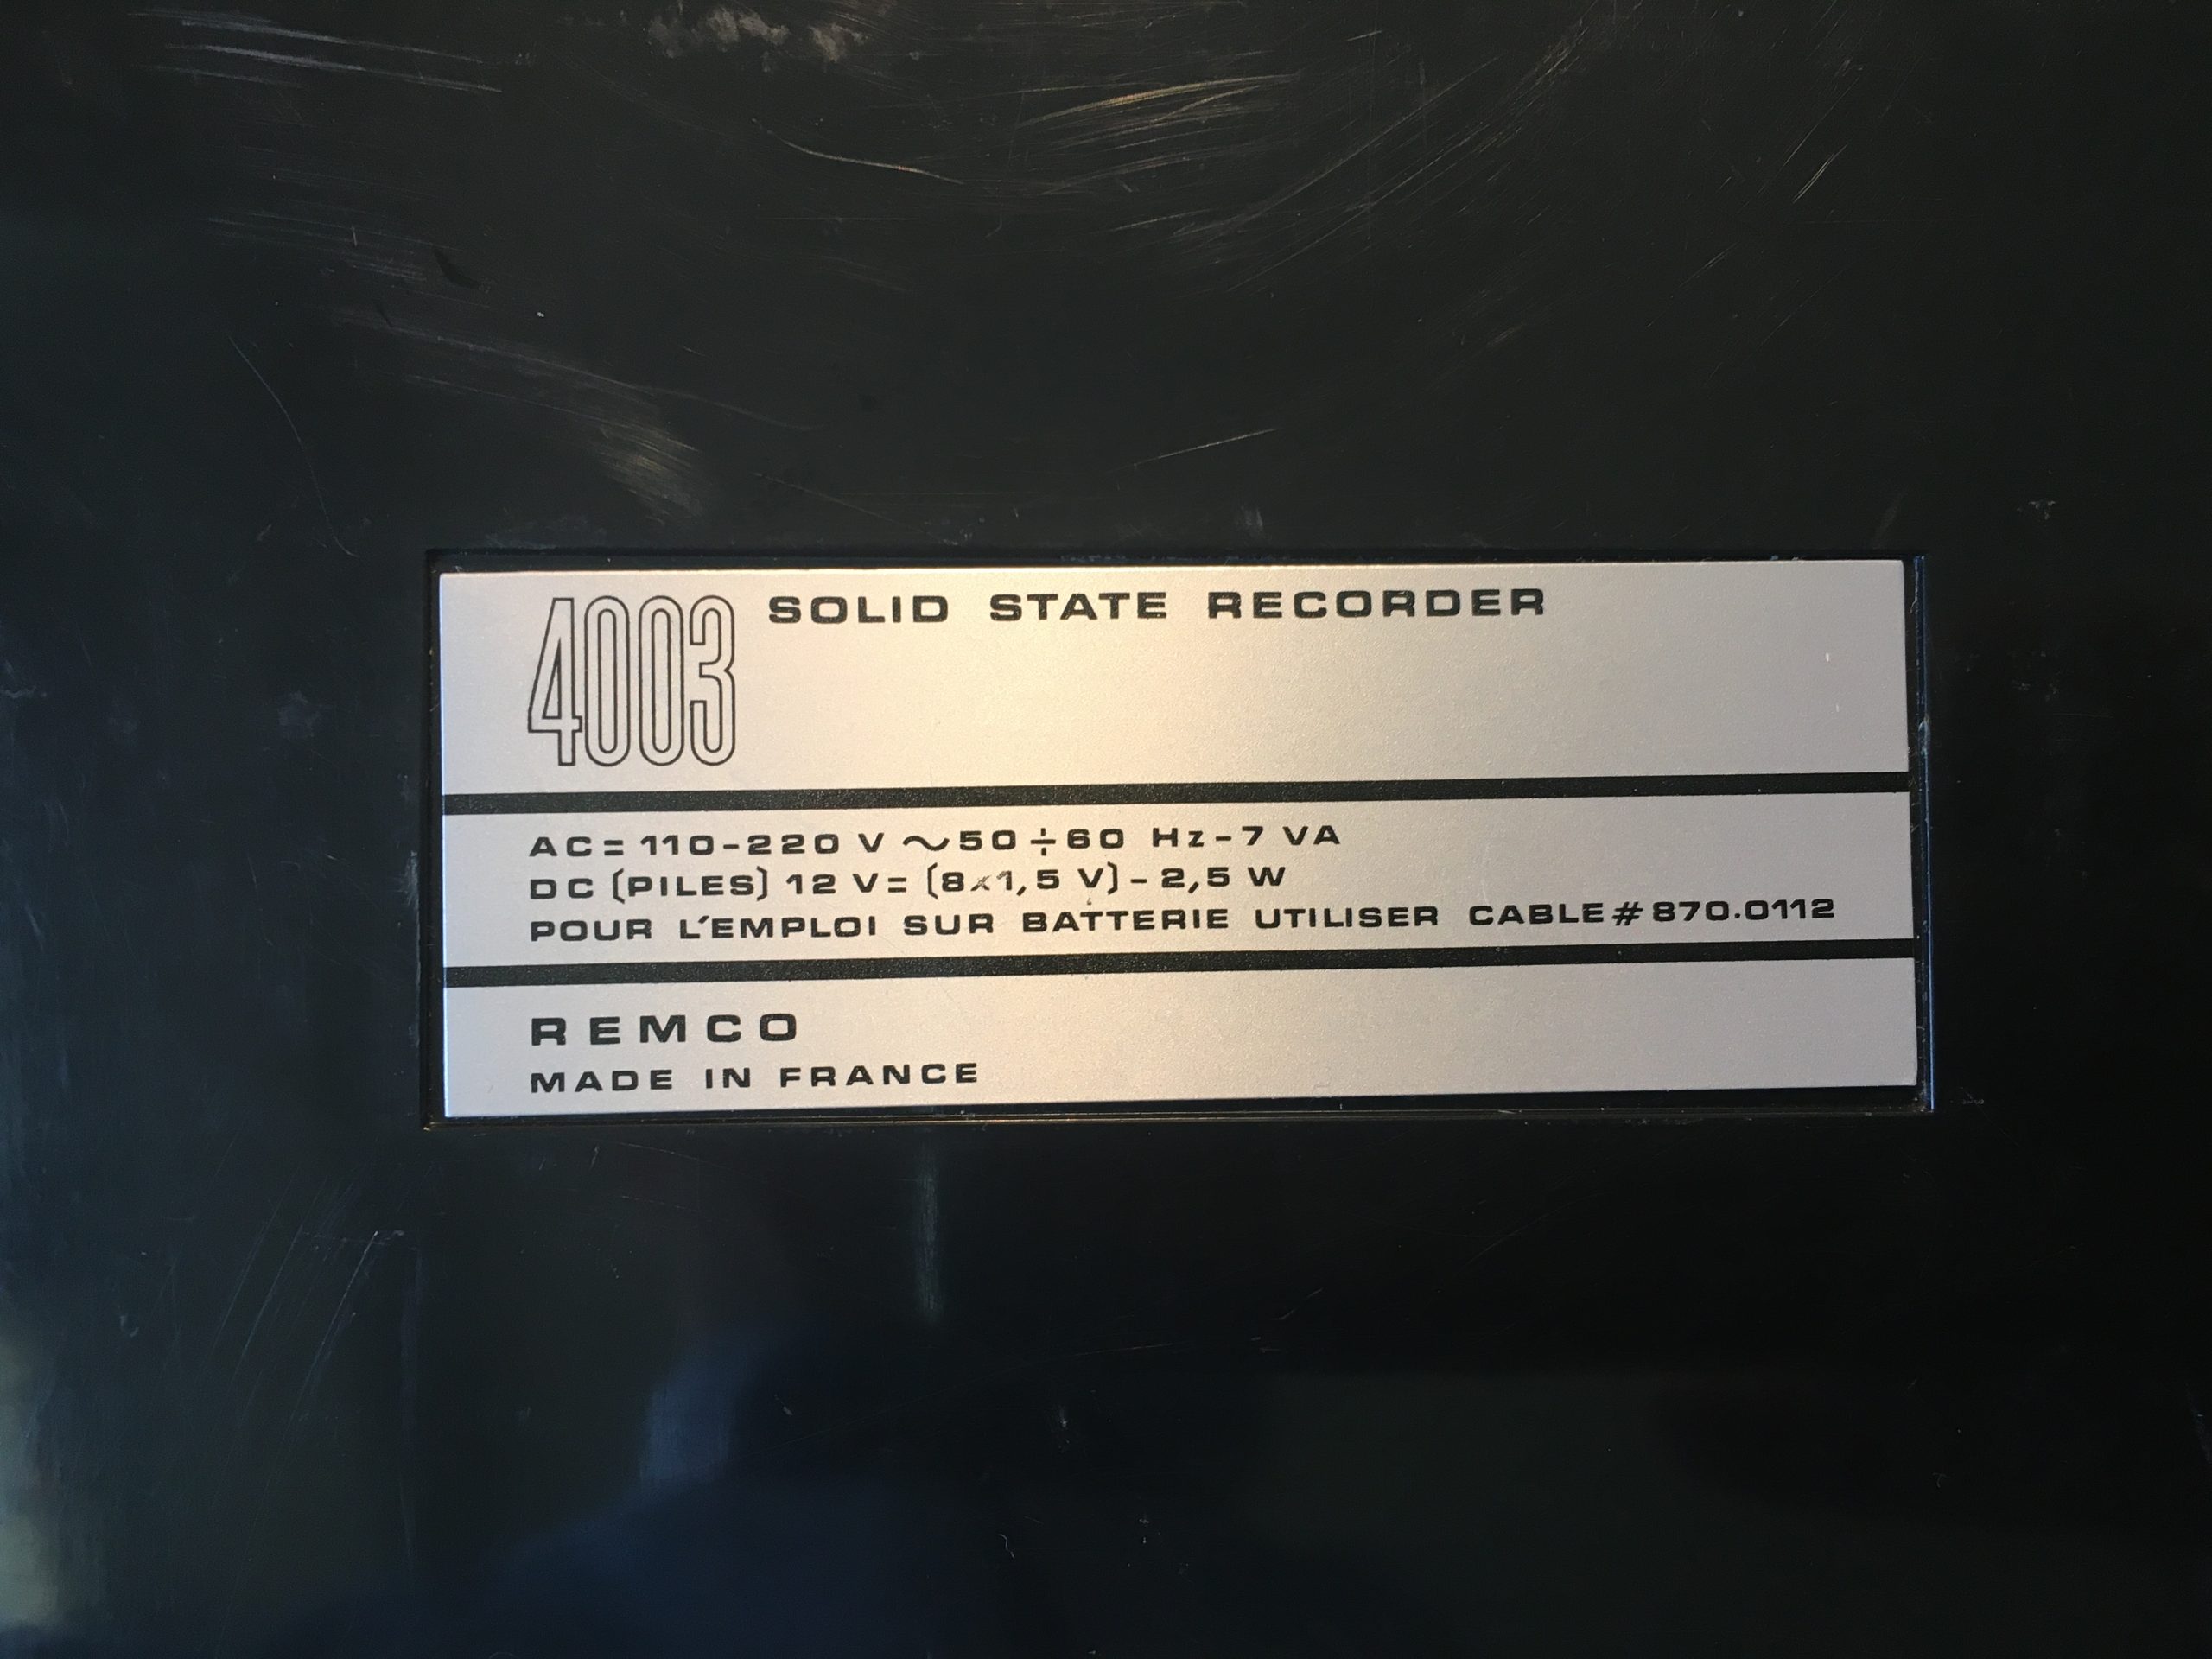 4003 SOLID STATE RECORDER
AC= 110-220 V ~50÷60 Hz-7 VA
DC (PILES) 12 V= (8x1,5 V)-2,5 W
POUR L'EMPLOI SUR BATTERIE UTILISER CABLE#870.0112
REMCO
MADE IN FRANCE